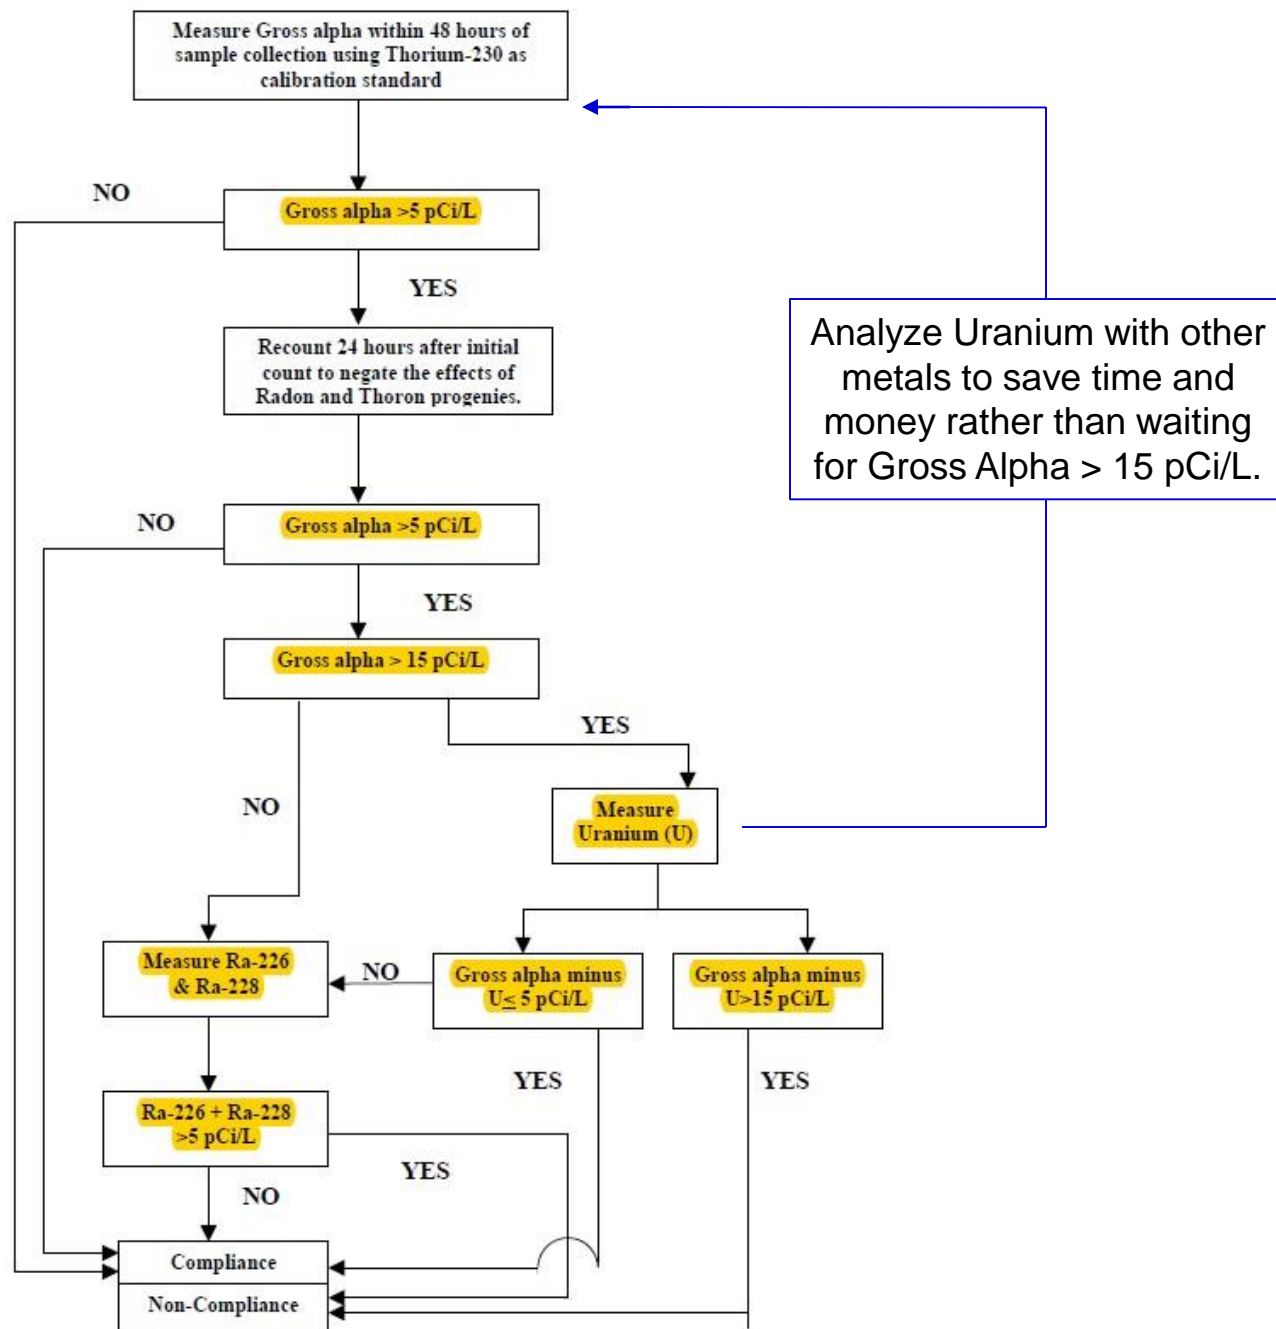 Measure Gross alpha within 48 hours of
sample collection using Thorium-230 as
calibration standard
NO
Gross alpha >5 pCi/L
YES
Recount 24 hours after initial
count to negate the effects of
Radon and Thoron progenies.
Analyze Uranium with other
metals to save time and
money rather than waiting
for Gross Alpha > 15 pCi/L.
NO
Gross alpha >5 pCi/L
YES
Gross alpha > 15 pCi/L
YES
NO
Measure
Uranium (U)
Measure Ra-226
& Ra-228
NO
Gross alpha minus
U≤ 5 pCi/L
Gross alpha minus
U>15 pCi/L
YES
YES
Ra-226 + Ra-228
>5 pCi/L
YES
NO
Compliance
Non-Compliance